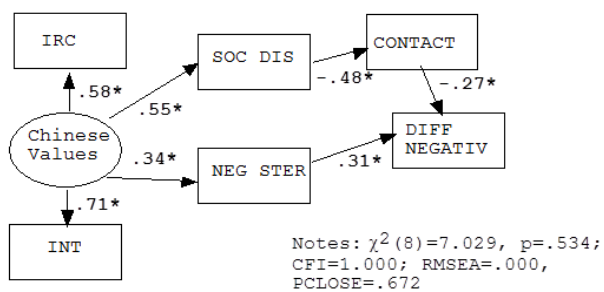 IRC
SOC DIS
CONTACT
.58*
.55*
-.48*
-.27*
Chinese
Values
.34*
NEG STER
.31*
DIFF
NEGATIV
.71*
INT
Notes: χ²(8)=7.029, p=.534;
CFI=1.000; RMSEA=.000,
PCLOSE=.672